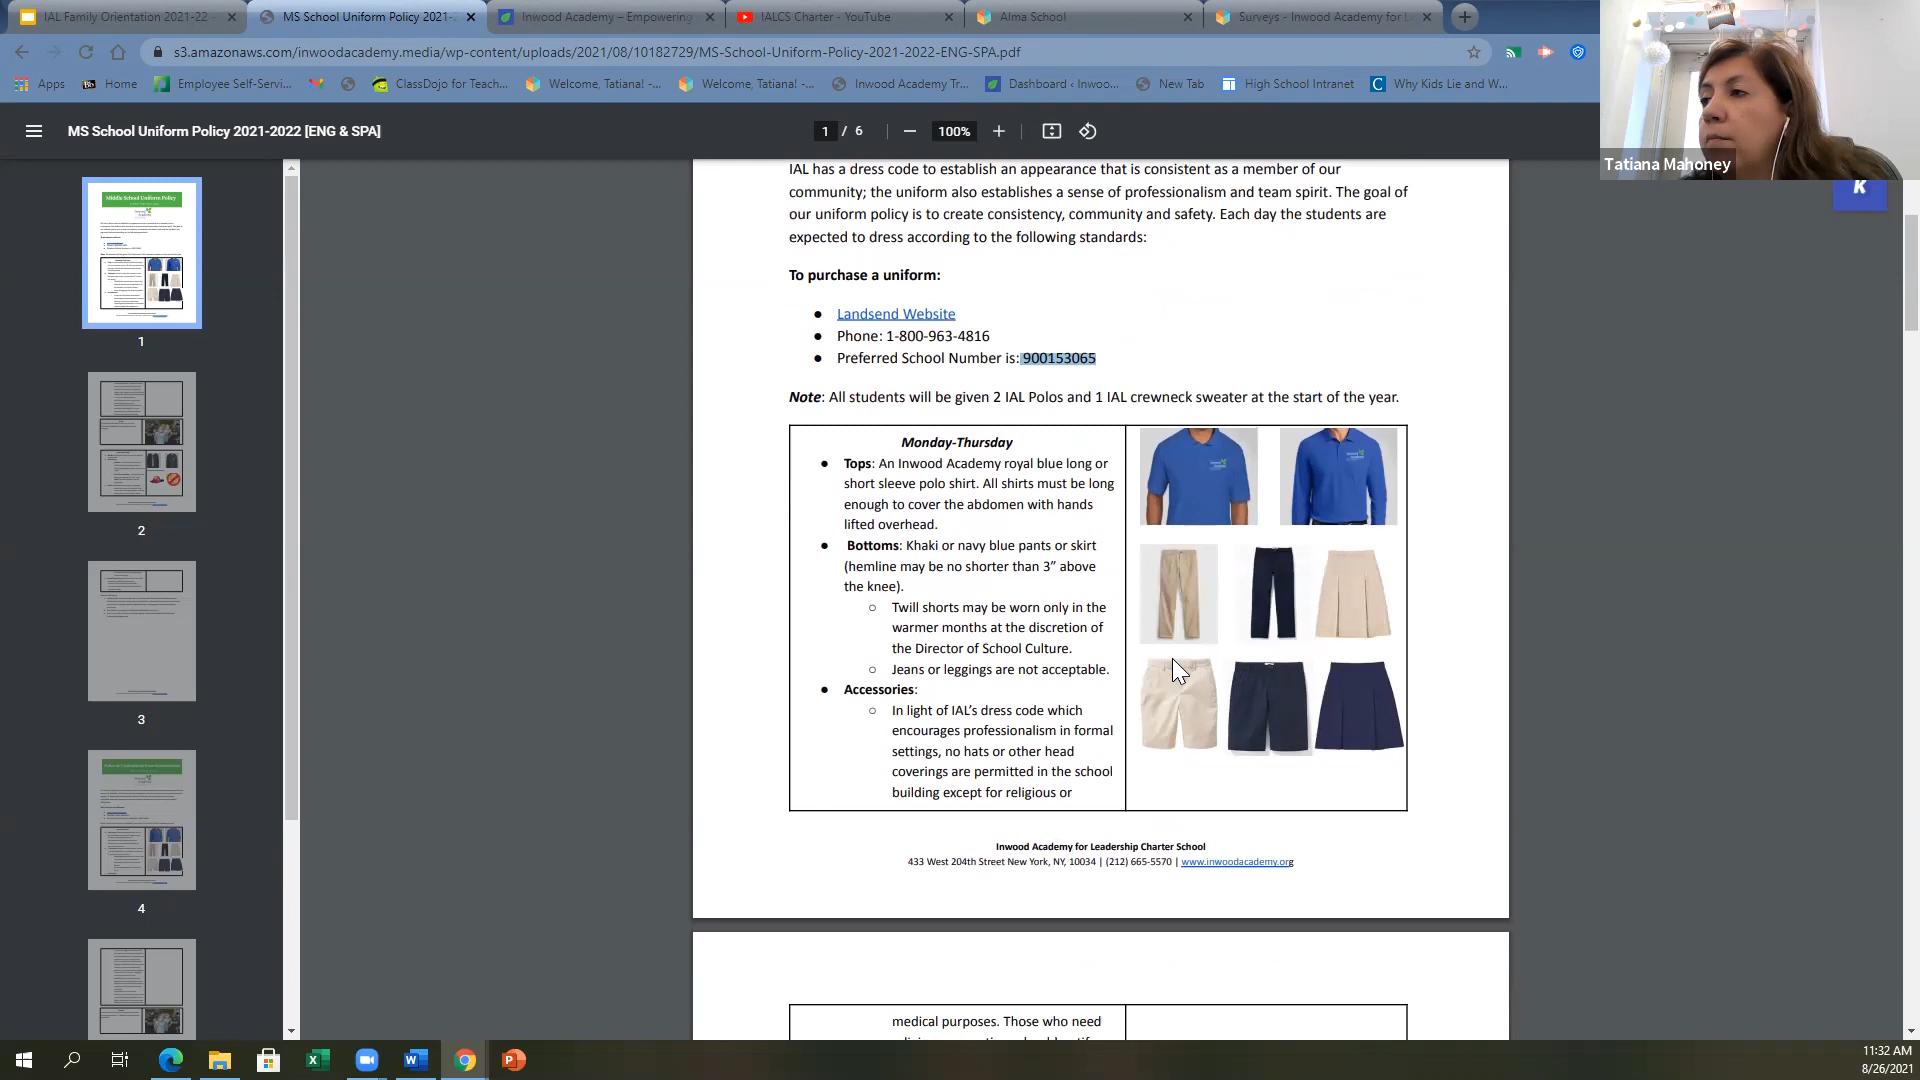 IAL Family Orientation 2021-22 -
MS School Uniform Policy 2021-
Inwood Academy – Empowering
IALCS Charter - YouTube
Alma School
Surveys - Inwood Academy for L
s3.amazonaws.com/inwoodacademy.media/wp-content/uploads/2021/08/10182729/MS-School-Uniform-Policy-2021-2022-ENG-SPA.pdf
Apps
Bb Home
Employee Self-Servi...
ClassDojo for Teach...
Welcome, Tatiana! -...
Welcome, Tatiana! -...
Inwood Academy Tr...
Dashboard ‹ Inwoo...
New Tab
High School Intranet
C Why Kids Lie and W...
MS School Uniform Policy 2021-2022 [ENG & SPA]
1 / 6
100%
Tatiana Mahoney
K
Middle School Uniform Policy
1
2
3
4
IAL has a dress code to establish an appearance that is consistent as a member of our
community; the uniform also establishes a sense of professionalism and team spirit. The goal of
our uniform policy is to create consistency, community and safety. Each day the students are
expected to dress according to the following standards:
To purchase a uniform:
● Landsend Website
● Phone: 1-800-963-4816
● Preferred School Number is: 900153065
Note: All students will be given 2 IAL Polos and 1 IAL crewneck sweater at the start of the year.
Monday-Thursday
● Tops: An Inwood Academy royal blue long or
short sleeve polo shirt. All shirts must be long
enough to cover the abdomen with hands
lifted overhead.
● Bottoms: Khaki or navy blue pants or skirt
(hemline may be no shorter than 3” above
the knee).
○ Twill shorts may be worn only in the
warmer months at the discretion of
the Director of School Culture.
○ Jeans or leggings are not acceptable.
● Accessories:
○ In light of IAL’s dress code which
encourages professionalism in formal
settings, no hats or other head
coverings are permitted in the school
building except for religious or
Inwood Academy for Leadership Charter School
433 West 204th Street New York, NY, 10034 | (212) 665-5570 | www.inwoodacademy.org
medical purposes. Those who need
11:32 AM
8/26/2021